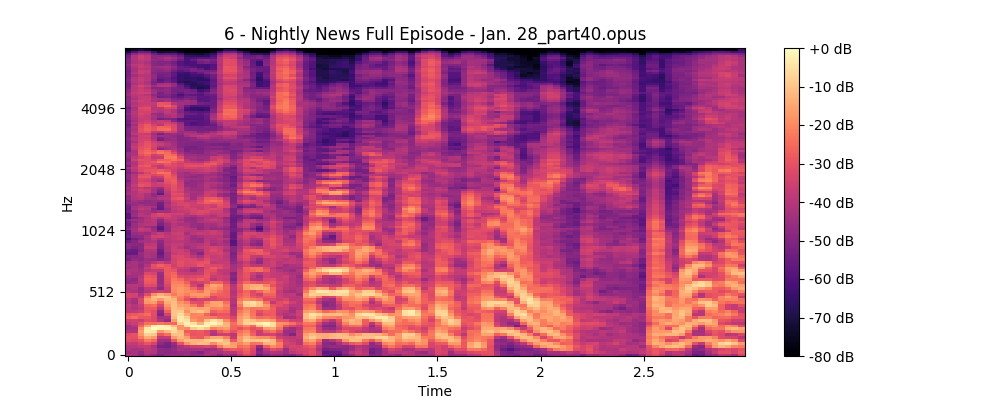 6 - Nightly News Full Episode - Jan. 28_part40.opus
Hz
4096
2048
1024
512
0
0
0.5
1
1.5
2
2.5
Time
+0 dB
-10 dB
-20 dB
-30 dB
-40 dB
-50 dB
-60 dB
-70 dB
-80 dB